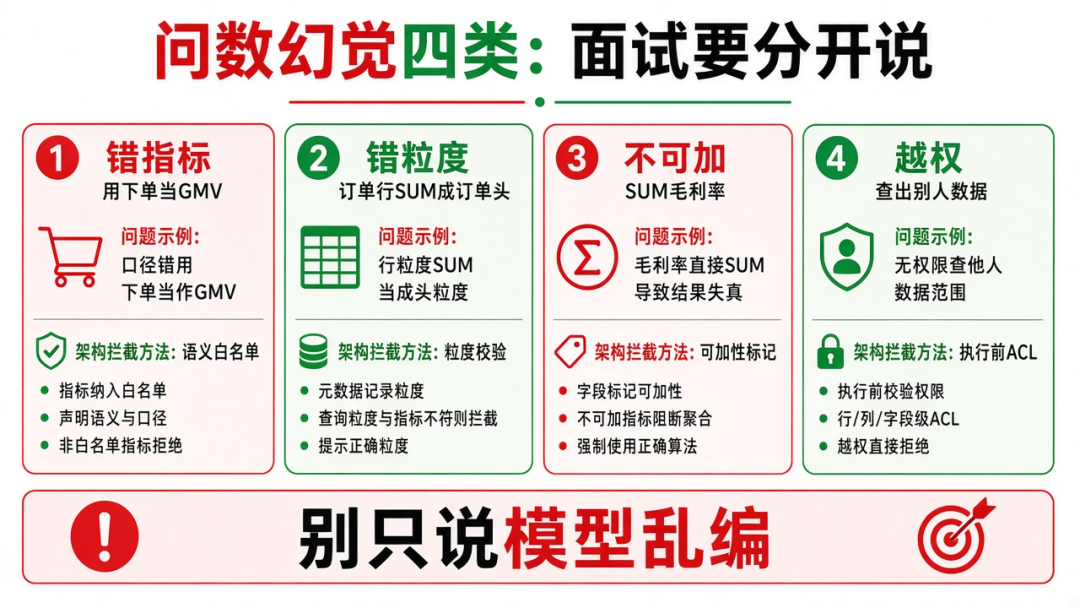 问数幻觉四类：面试要分开说
1 错指标
用下单当GMV
问题示例：
口径错用
下单当作GMV
架构拦截方法：语义白名单
• 指标纳入白名单
• 声明语义与口径
• 非白名单指标拒绝
2 错粒度
订单行SUM成订单头
问题示例：
行粒度SUM
当成头粒度
架构拦截方法：粒度校验
• 元数据记录粒度
• 查询粒度与指标不符则拦截
• 提示正确粒度
3 不可加
SUM毛利率
Σ
问题示例：
毛利率直接SUM
导致结果失真
架构拦截方法：可加性标记
• 字段标记可加性
• 不可加指标阻断聚合
• 强制使用正确算法
4 越权
查出别人数据
问题示例：
无权限查他人
数据范围
架构拦截方法：执行前ACL
• 执行前校验权限
• 行/列/字段级ACL
• 越权直接拒绝
! 别只说模型乱编